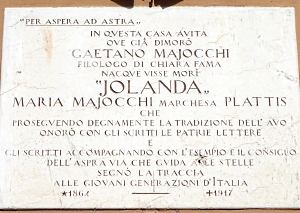 "PER ASPERA AD ASTRA„
IN QUESTA CASA AVITA
OVE GIÀ DIMORÒ
GAETANO MAJOCCHI
FILOLOGO DI CHIARA FAMA
NACQUE VISSE MORÌ
"JOLANDA„
MARIA MAJOCCHI MARCHESA PLATTIS
CHE
PROSEGUENDO DEGNAMENTE LA TRADIZIONE DELL'AVO
ONORÒ CON GLI SCRITTI LE PATRIE LETTERE
E
GLI SCRITTI ACCOMPAGNANDO CON L'ESEMPIO E IL CONSIGLIO
DELL'ASPRA VIA CHE GUIDA ALLE STELLE
SEGNÒ LA TRACCIA
ALLE GIOVANI GENERAZIONI D'ITALIA
★1864 †1917